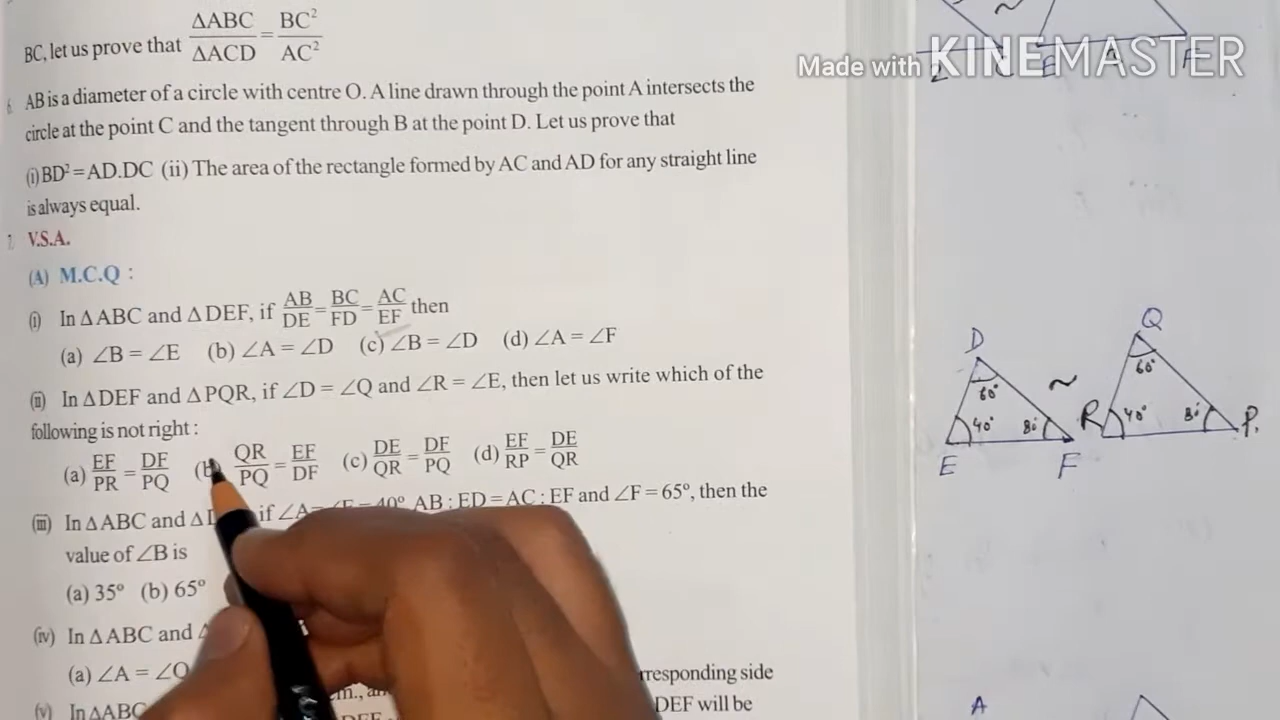 BC, let us prove that ΔABC/ΔACD = BC²/AC²
6. AB is a diameter of a circle with centre O. A line drawn through the point A intersects the
circle at the point C and the tangent through B at the point D. Let us prove that
(i) BD² = AD.DC (ii) The area of the rectangle formed by AC and AD for any straight line
is always equal.
7. V.S.A.
(A) M.C.Q :
(i) In ΔABC and ΔDEF, if AB/DE = BC/FD = AC/EF then
(a) ∠B = ∠E (b) ∠A = ∠D (c) ∠B = ∠D (d) ∠A = ∠F
(ii) In ΔDEF and ΔPQR, if ∠D = ∠Q and ∠R = ∠E, then let us write which of the
following is not right :
(a) EF/PR = DF/PQ (b) QR/PQ = EF/DF (c) DE/QR = DF/PQ (d) EF/RP = DE/QR
(iii) In ΔABC and Δ if ∠A = ∠E = 40°, AB : ED = AC : EF and ∠F = 65°, then the
value of ∠B is
(a) 35° (b) 65°
(iv) In ΔABC and
(a) ∠A = ∠Q
rresponding side
(v) In ΔABC DEF will be
Made with KINEMASTER
~
2 C E F
D Q
60° ~ 60°
40° 80° R 40° 80° P.
E F
A